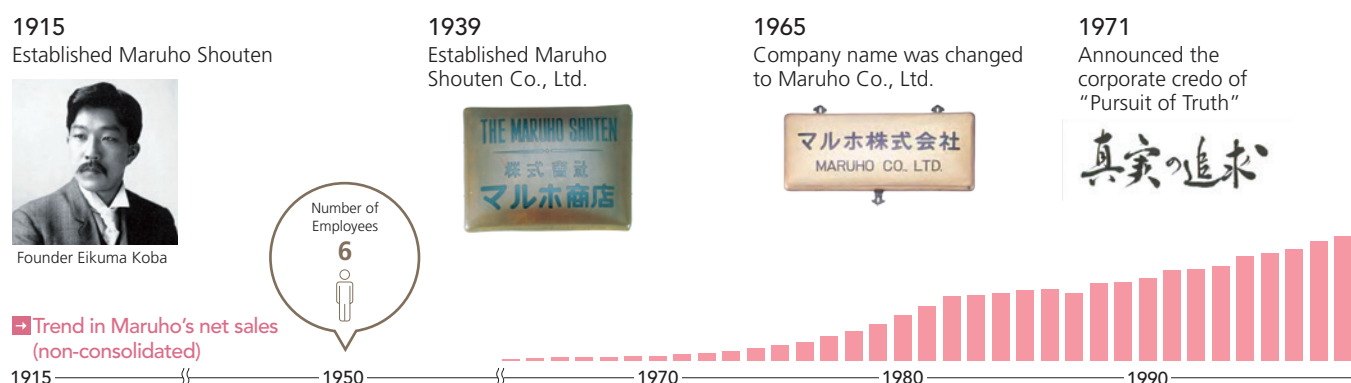 1915
Established Maruho Shouten
Founder Eikuma Koba
1939
Established Maruho
Shouten Co., Ltd.
THE MARUHO SHOTEN
株式会社
マルホ商店
1965
Company name was changed
to Maruho Co., Ltd.
マルホ株式会社
MARUHO CO. LTD.
1971
Announced the
corporate credo of
“Pursuit of Truth”
真実の追求
Number of
Employees
6
Trend in Maruho’s net sales
(non-consolidated)
1915
1950
1970
1980
1990